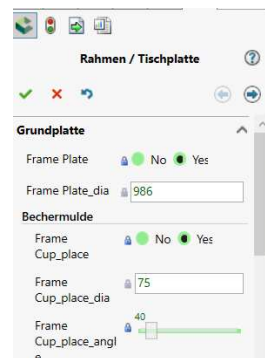 Rahmen / Tischplatte
Grundplatte
Frame Plate No Yes
Frame Plate_dia 986
Bechermulde
Frame
Cup_place No Yes
Frame
Cup_place_dia 75
40
Frame
Cup_place_angl
e